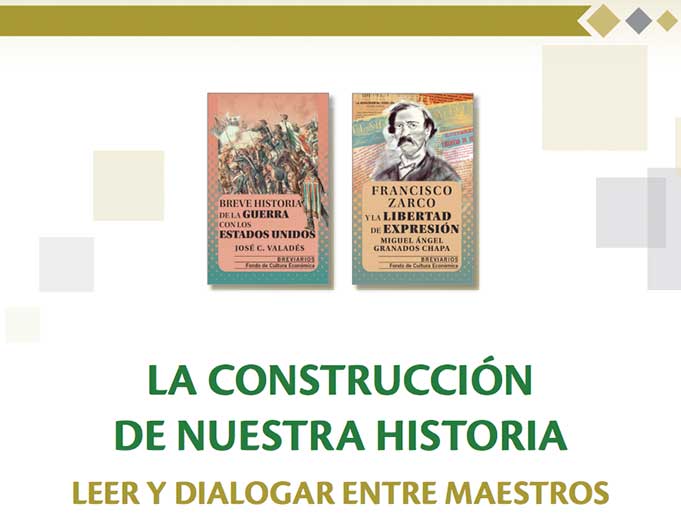 BREVE HISTORIA
DE LA GUERRA
CON LOS
ESTADOS UNIDOS
JOSÉ C. VALADÉS
BREVIARIOS
Fondo de Cultura Económica
FRANCISCO
ZARCO
Y LA LIBERTAD
DE EXPRESIÓN
MIGUEL ÁNGEL
GRANADOS CHAPA
BREVIARIOS
Fondo de Cultura Económica
LA CONSTRUCCIÓN
DE NUESTRA HISTORIA
LEER Y DIALOGAR ENTRE MAESTROS